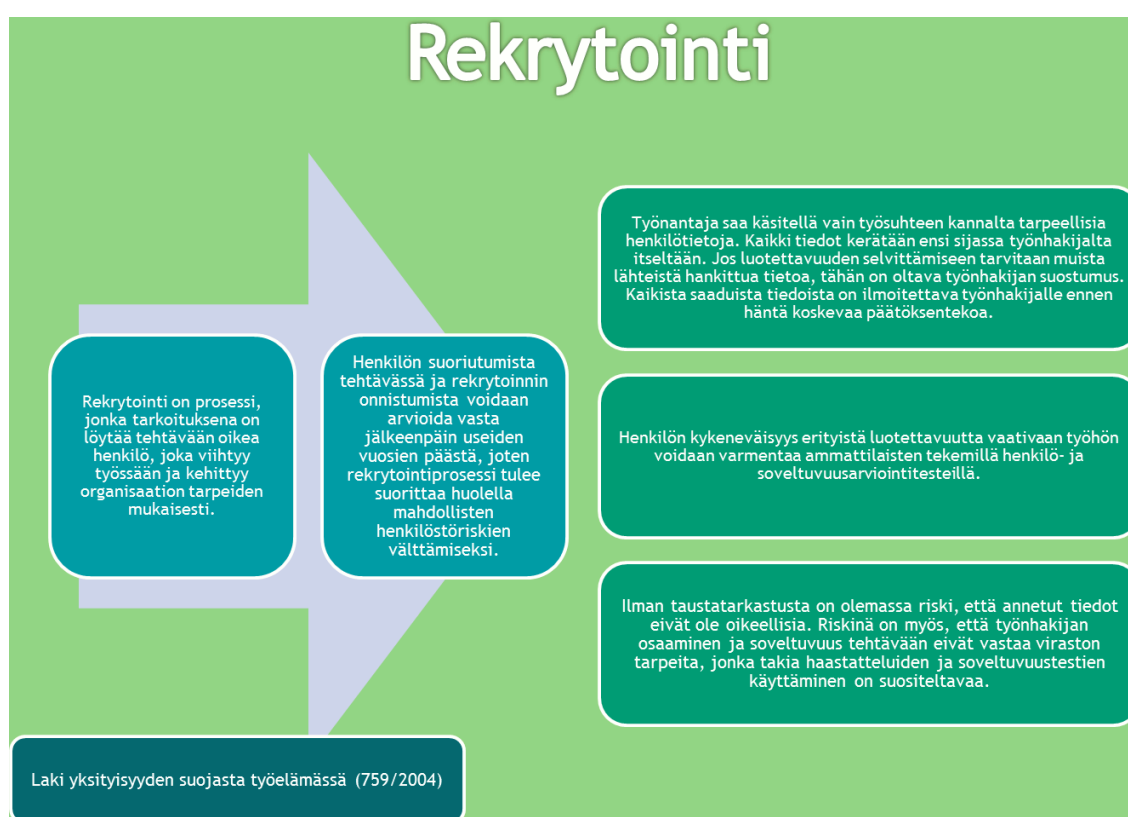 Rekrytointi
Rekrytointi on prosessi,
jonka tarkoituksena on
löytää tehtävään oikea
henkilö, joka viihtyy
työssään ja kehittyy
organisaation tarpeiden
mukaisesti.
Henkilön suoriutumista
tehtävässä ja rekrytoinnin
onnistumista voidaan
arvioida vasta
jälkeenpäin useiden
vuosien päästä, joten
rekrytointiprosessi tulee
suorittaa huolella
mahdollisten
henkilöstöriskien
välttämiseksi.
Työnantaja saa käsitellä vain työsuhteen kannalta tarpeellisia
henkilötietoja. Kaikki tiedot kerätään ensi sijassa työnhakijalta
itseltään. Jos luotettavuuden selvittämiseen tarvitaan muista
lähteistä hankittua tietoa, tähän on oltava työnhakijan suostumus.
Kaikista saaduista tiedoista on ilmoitettava työnhakijalle ennen
häntä koskevaa päätöksentekoa.
Henkilön kykeneväisyys erityistä luotettavuutta vaativaan työhön
voidaan varmentaa ammattilaisten tekemillä henkilö- ja
soveltuvuusarviointitesteillä.
Ilman taustatarkastusta on olemassa riski, että annetut tiedot
eivät ole oikeellisia. Riskinä on myös, että työnhakijan
osaaminen ja soveltuvuus tehtävään eivät vastaa viraston
tarpeita, jonka takia haastatteluiden ja soveltuvuustestien
käyttäminen on suositeltavaa.
Laki yksityisyyden suojasta työelämässä (759/2004)